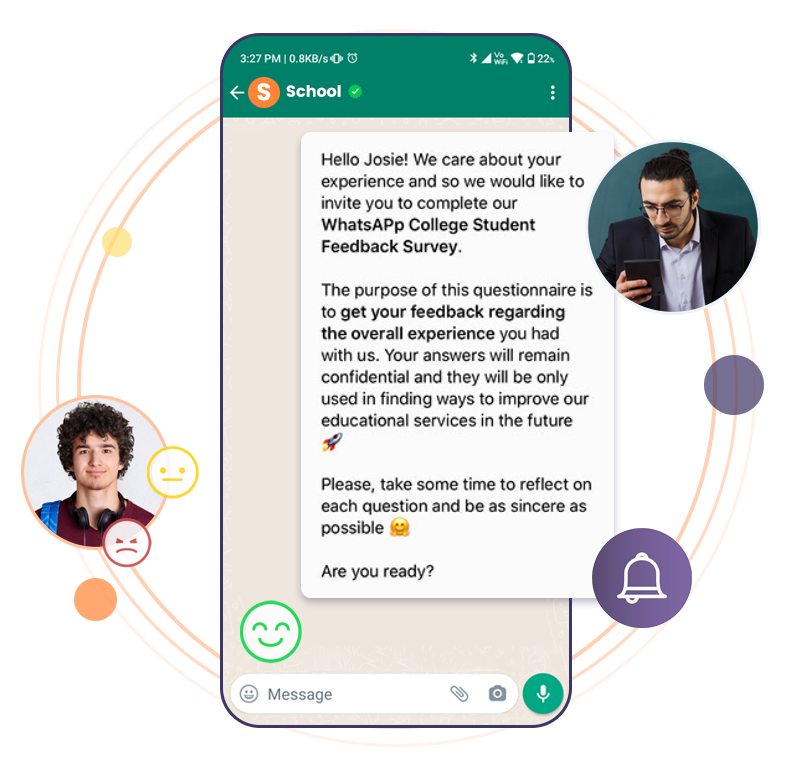 3:27 PM | 0.8KB/s Vo WiFi 22%
S School
Hello Josie! We care about your
experience and so we would like to
invite you to complete our
WhatsAPp College Student
Feedback Survey.
The purpose of this questionnaire is
to get your feedback regarding
the overall experience you had
with us. Your answers will remain
confidential and they will be only
used in finding ways to improve our
educational services in the future
🚀
Please, take some time to reflect on
each question and be as sincere as
possible 🤗
Are you ready?
Message